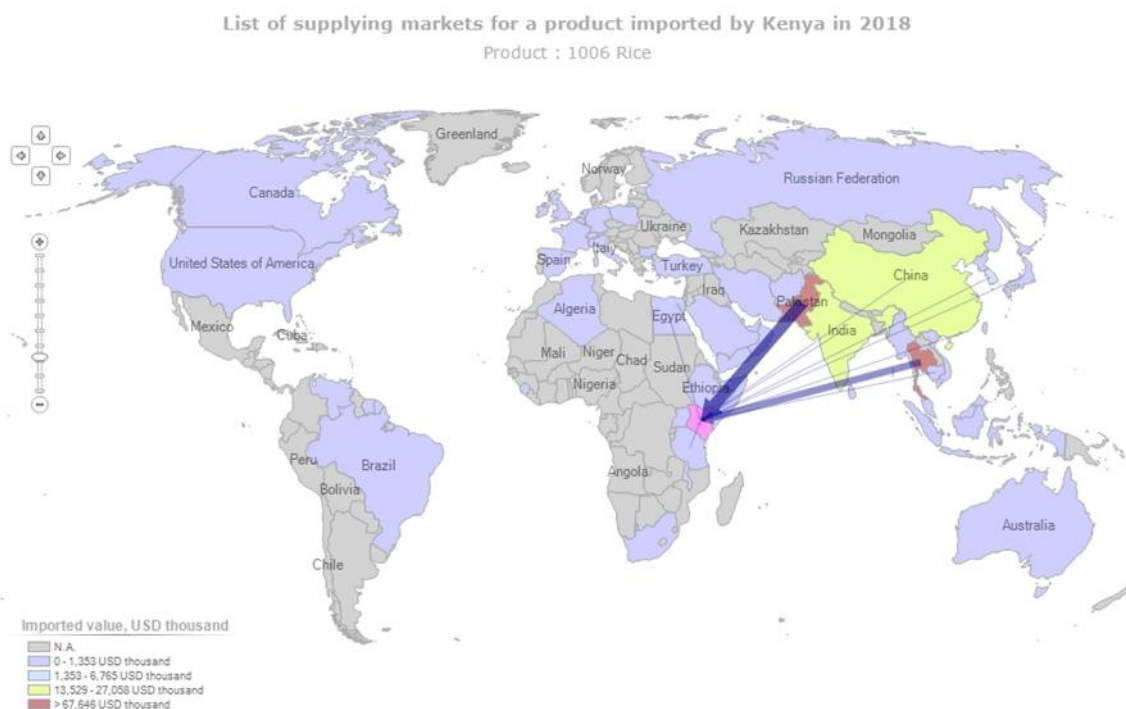 List of supplying markets for a product imported by Kenya in 2018
Product : 1006 Rice
Greenland
Norway
Russian Federation
Canada
Ukraine
Kazakhstan
Mongolia
Italy
Spain
United States of America
Turkey
China
Iraq
Algeria
Pakistan
Egypt
Mexico
Cuba
India
Mali
Niger
Chad
Sudan
Nigeria
Ethiopia
Peru
Brazil
Angola
Bolivia
Australia
Chile
Imported value, USD thousand
N.A.
0 - 1,353 USD thousand
1,353 - 6,765 USD thousand
13,529 - 27,058 USD thousand
> 67,646 USD thousand